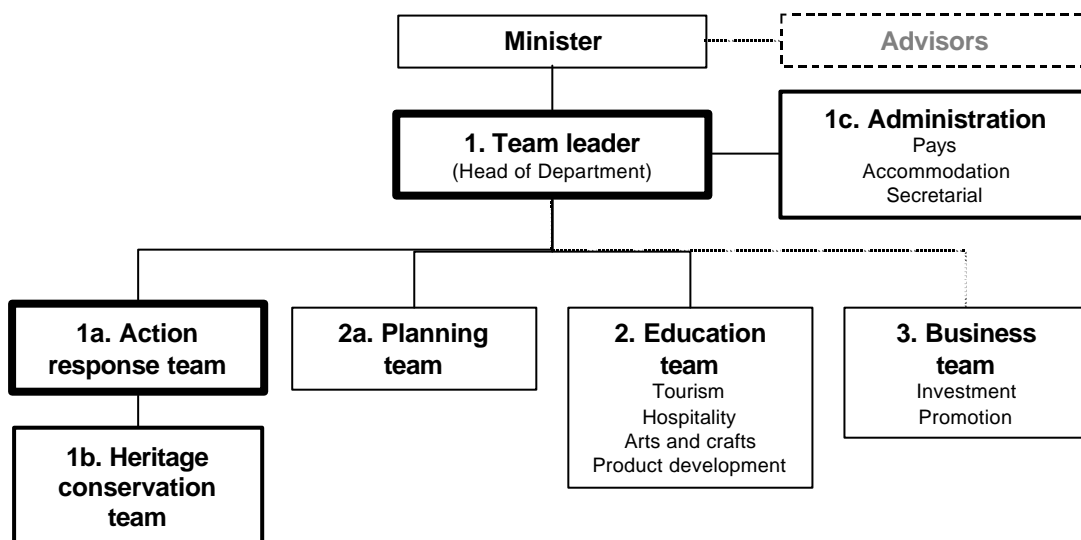 Minister
Advisors
1. Team leader
(Head of Department)
1c. Administration
Pays
Accommodation
Secretarial
1a. Action
response team
2a. Planning
team
2. Education
team
Tourism
Hospitality
Arts and crafts
Product development
3. Business
team
Investment
Promotion
1b. Heritage
conservation
team